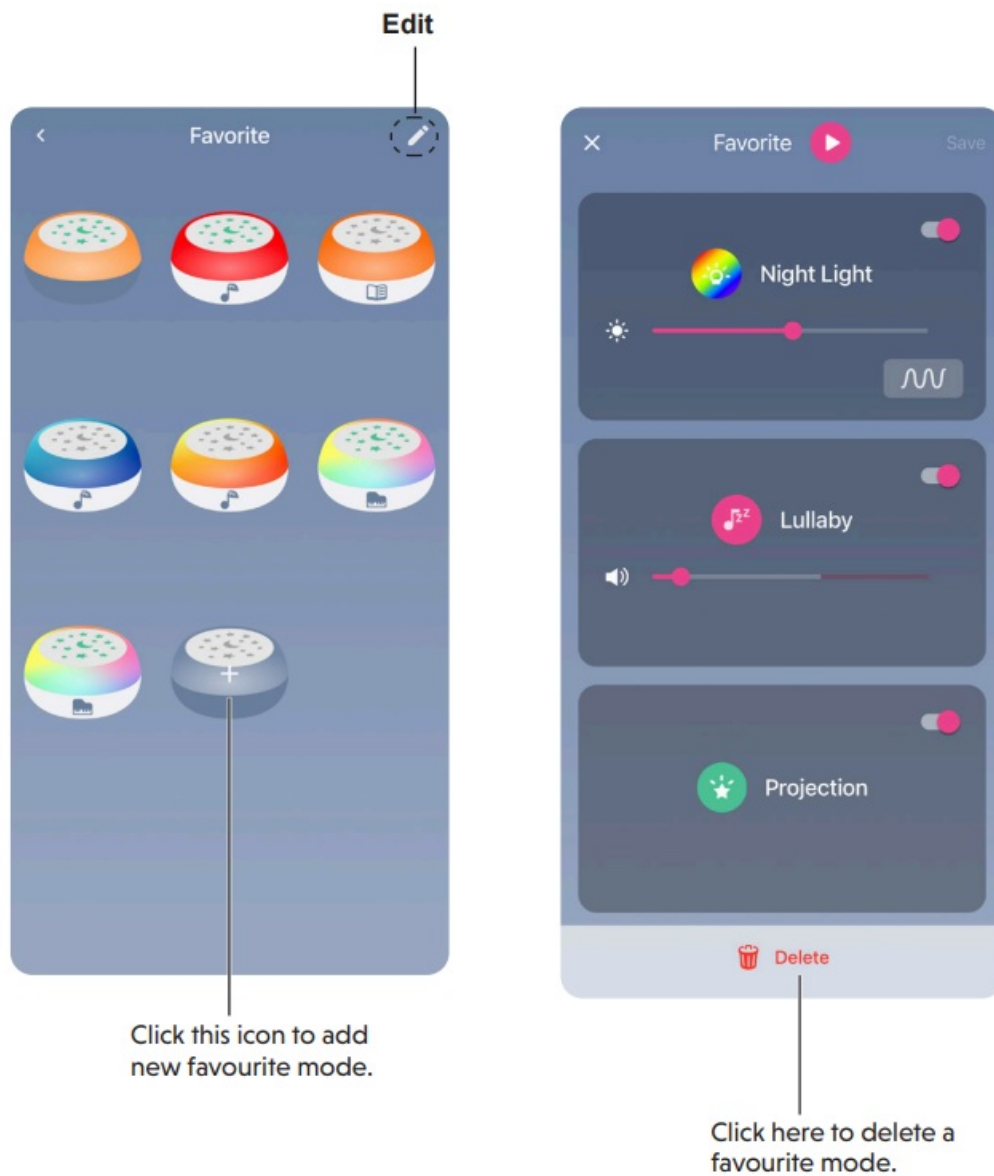 Edit
Favorite
Click this icon to add
new favourite mode.
Favorite
Save
Night Light
Lullaby
Projection
Delete
Click here to delete a
favourite mode.